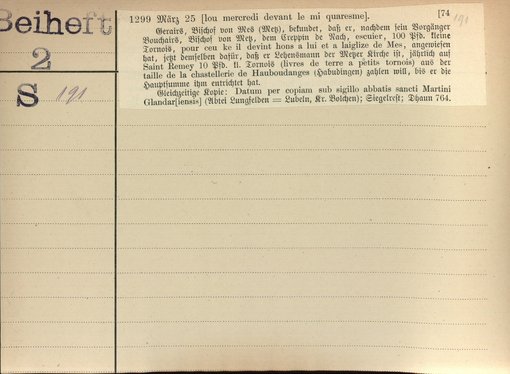 Beiheft
2
S 191
1299 März 25 [lou mercredi devant le mi quaresme]. [74
191
Gerairs, Bischof von Mes (Metz), bekundet, daß er, nachdem sein Vorgänger
Bouchairs, Bischof von Metz, dem Creppin de Nach, escuier, 100 Pfd. kleine
Tornois, pour ceu ke il devint hons a lui et a laiglize de Mes, angewiesen
hat, jetzt demselben dafür, daß er Lehensmann der Metzer Kirche ist, jährlich auf
Saint Remey 10 Pfd. kl. Tornois (livres de terre a petits tornois) aus der
taille de la chastellerie de Hauboudanges (Habudingen) zahlen will, bis er die
Hauptsumme ihm entrichtet hat.
Gleichzeitige Kopie: Datum per copiam sub sigillo abbatis sancti Martini
Glandar[iensis] (Abtei Lungfelden = Lubeln, Kr. Bolchen); Siegelrest; Dhaun 764.